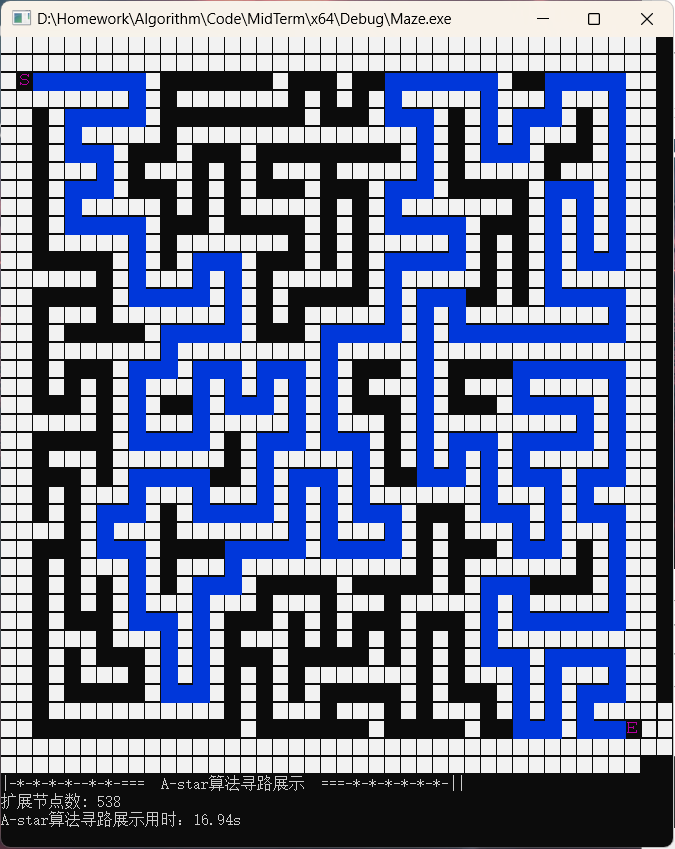 D:\Homework\Algorithm\Code\MidTerm\x64\Debug\Maze.exe
S
E
|-*-*-*-*--*-*-===  A-star算法寻路展示  ===-*-*-*-*-*-*-||
扩展节点数: 538
A-star算法寻路展示用时: 16.94s